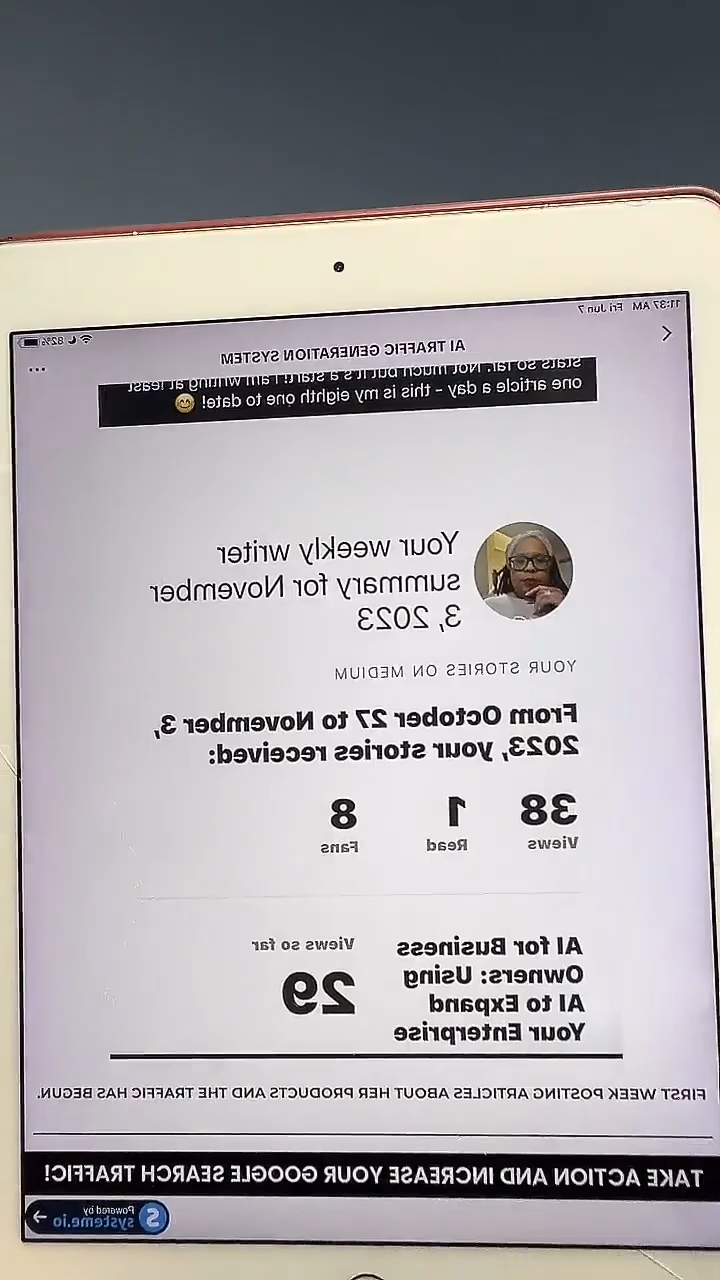 11:37 AM Fri Jun 7
82%
AI TRAFFIC GENERATION SYSTEM
stats so far. Not much but it's a start! I am writing at least
one article a day - this is my eighth one to date! 😊
Your weekly writer
summary for November
3, 2023
YOUR STORIES ON MEDIUM
From October 27 to November 3,
2023, your stories received:
38 1 8
Views Read Fans
AI for Business
Owners: Using
AI to Expand
Your Enterprise
Views so far
29
FIRST WEEK POSTING ARTICLES ABOUT HER PRODUCTS AND THE TRAFFIC HAS BEGUN.
TAKE ACTION AND INCREASE YOUR GOOGLE SEARCH TRAFFIC!
Powered by
systeme.io